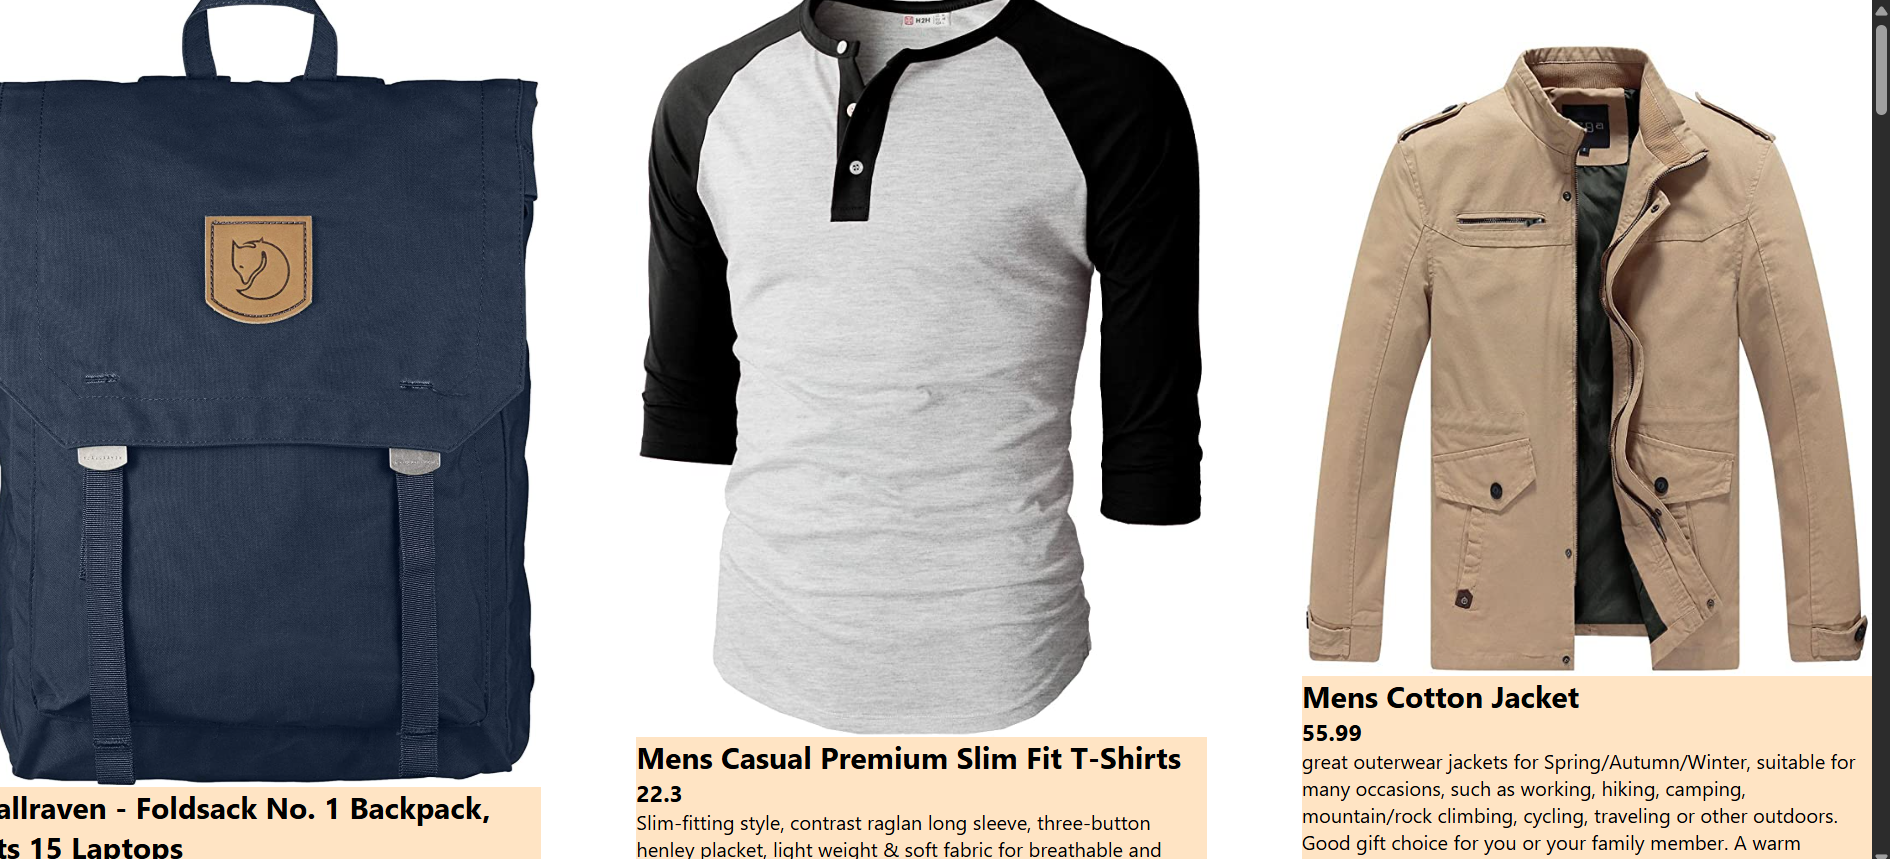 H2H
allraven - Foldsack No. 1 Backpack,
ts 15 Laptops
Mens Casual Premium Slim Fit T-Shirts
22.3
Slim-fitting style, contrast raglan long sleeve, three-button
henley placket, light weight & soft fabric for breathable and
Mens Cotton Jacket
55.99
great outerwear jackets for Spring/Autumn/Winter, suitable for
many occasions, such as working, hiking, camping,
mountain/rock climbing, cycling, traveling or other outdoors.
Good gift choice for you or your family member. A warm